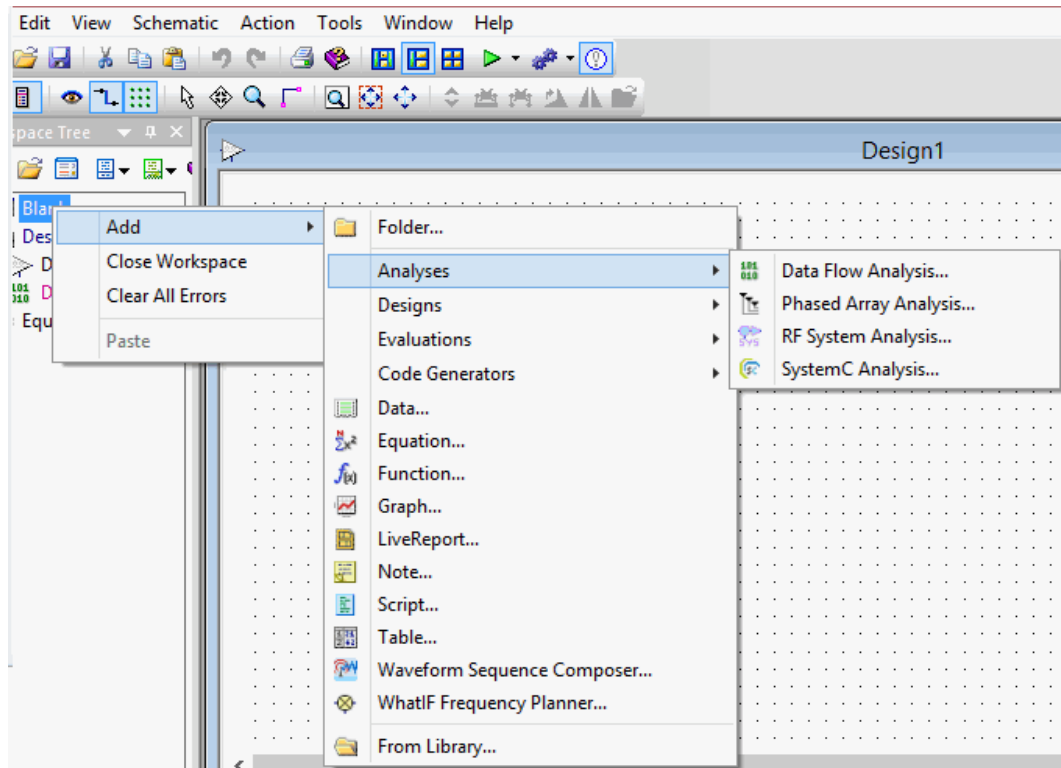 Edit View Schematic Action Tools Window Help
space Tree
Design1
Blank
Des
D
D
Equ
Add
Close Workspace
Clear All Errors
Paste
Folder...
Analyses
Designs
Evaluations
Code Generators
Data...
Equation...
Function...
Graph...
LiveReport...
Note...
Script...
Table...
Waveform Sequence Composer...
WhatIF Frequency Planner...
From Library...
Data Flow Analysis...
Phased Array Analysis...
RF System Analysis...
SystemC Analysis...